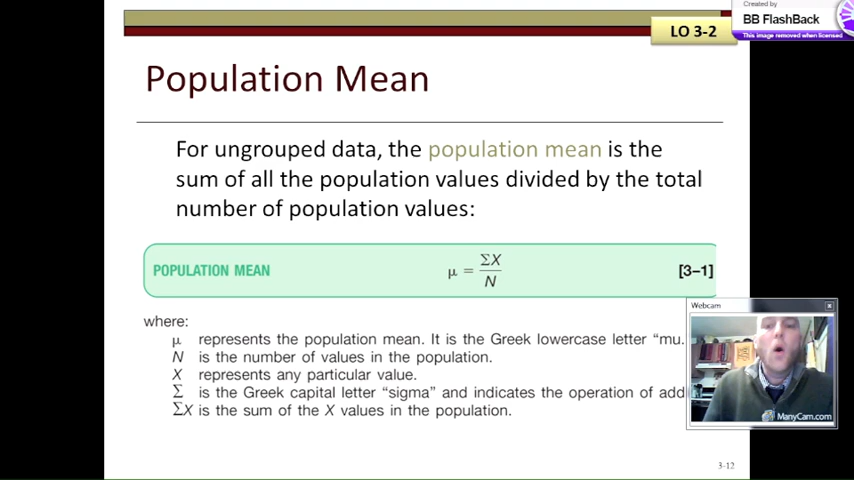 Created by
BB FlashBack
This image removed when licensed
LO 3-2
Population Mean
For ungrouped data, the population mean is the
sum of all the population values divided by the total
number of population values:
POPULATION MEAN μ = ΣX / N [3–1]
Webcam
where:
μ represents the population mean. It is the Greek lowercase letter “mu.
N is the number of values in the population.
X represents any particular value.
Σ is the Greek capital letter “sigma” and indicates the operation of add
ΣX is the sum of the X values in the population.
ManyCam.com
3-12